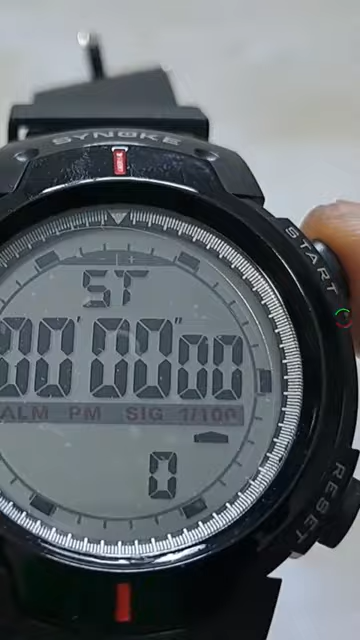 SYNOKE
START
ST
00'00"00
ALM PM SIG 1/100
0
RESET